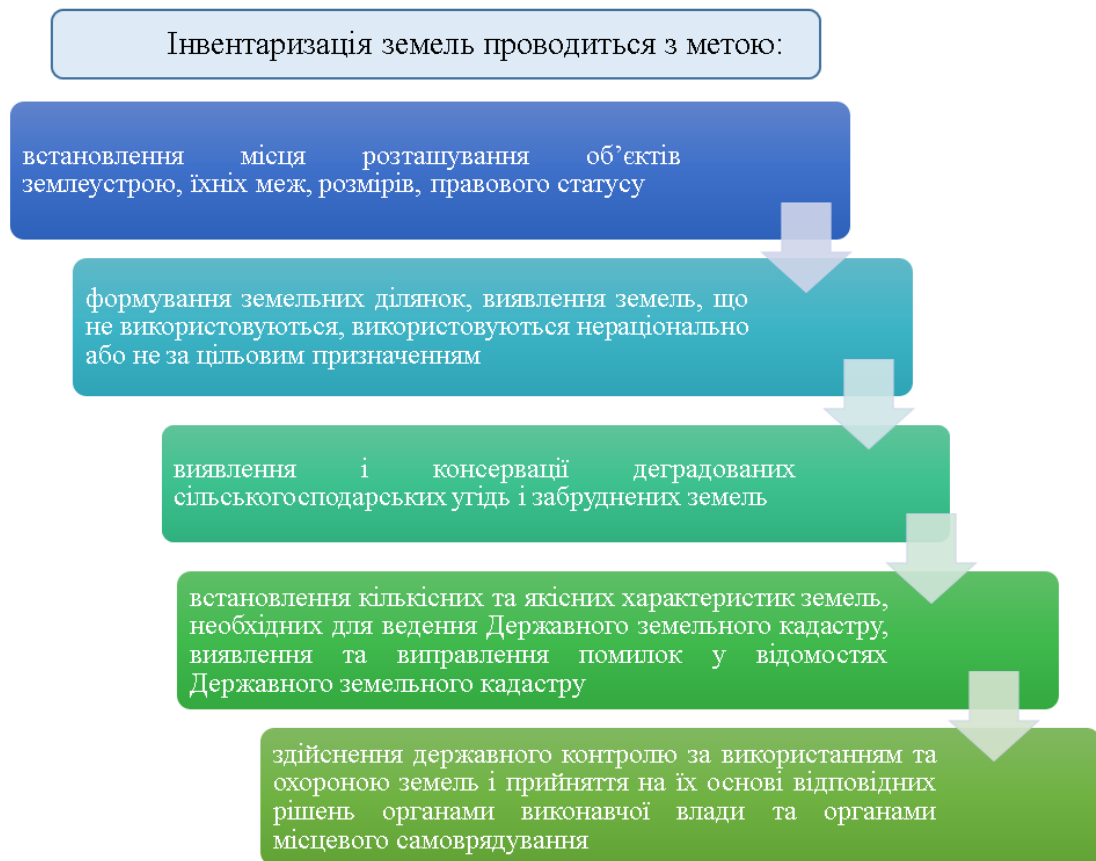 Інвентаризація земель проводиться з метою:
встановлення місця розташування об’єктів
землеустрою, їхніх меж, розмірів, правового статусу
формування земельних ділянок, виявлення земель, що
не використовуються, використовуються нераціонально
або не за цільовим призначенням
виявлення і консервації деградованих
сільськогосподарських угідь і забруднених земель
встановлення кількісних та якісних характеристик земель,
необхідних для ведення Державного земельного кадастру,
виявлення та виправлення помилок у відомостях
Державного земельного кадастру
здійснення державного контролю за використанням та
охороною земель і прийняття на їх основі відповідних
рішень органами виконавчої влади та органами
місцевого самоврядування